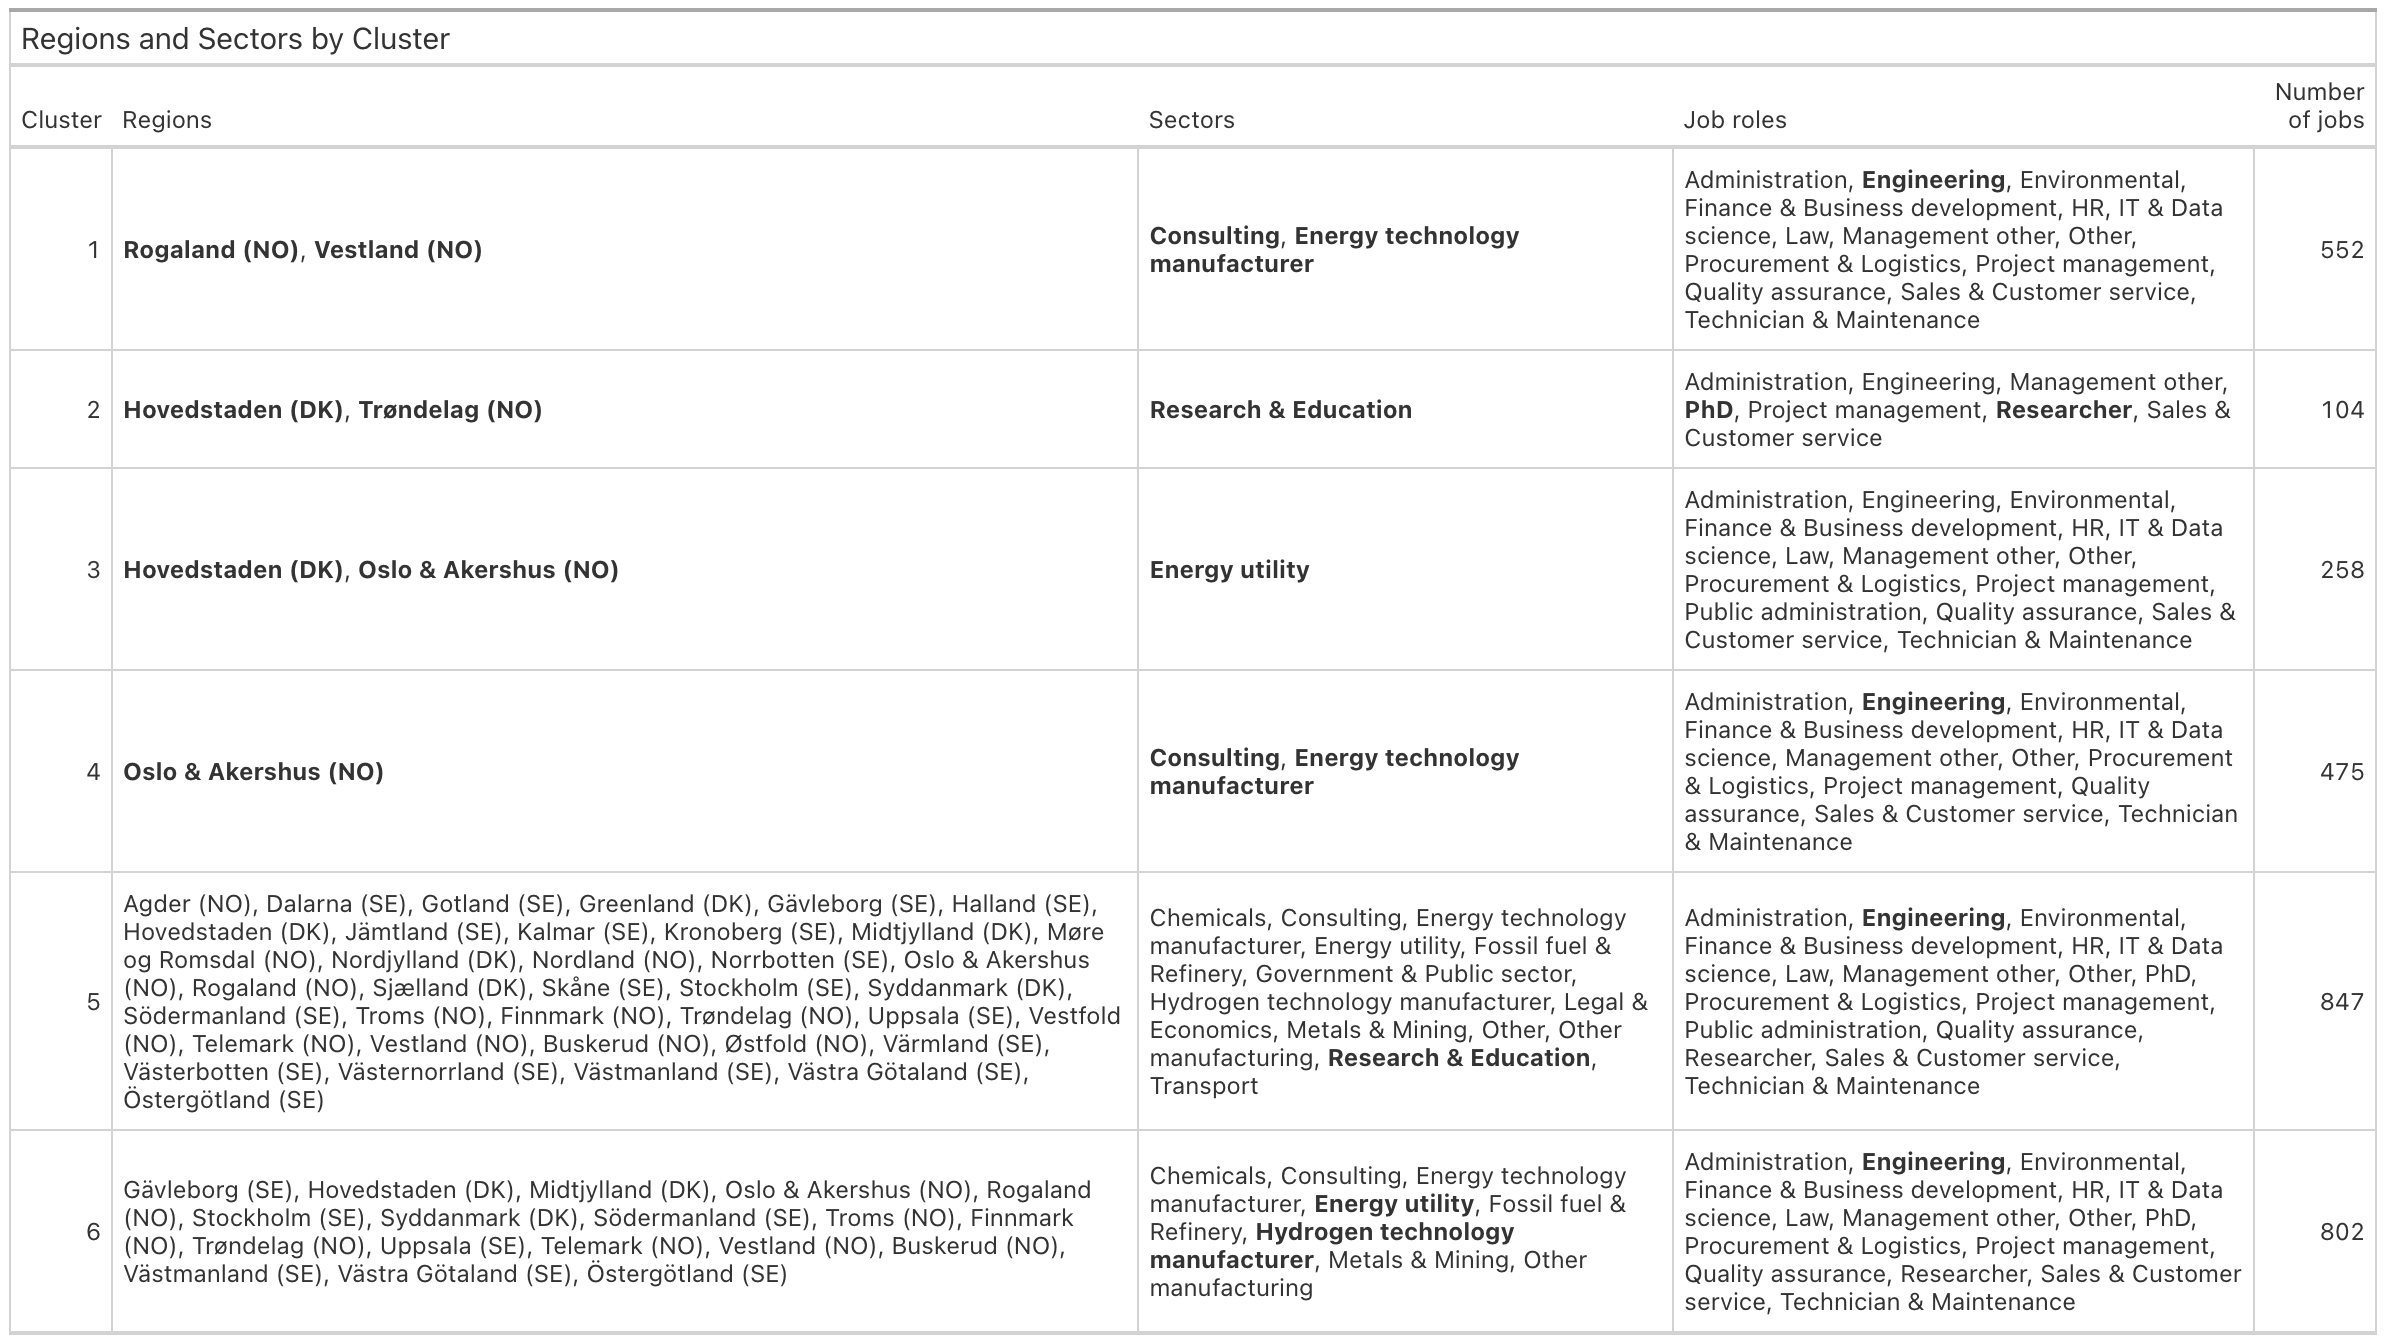 Regions and Sectors by Cluster
Cluster Regions Sectors Job roles Number of jobs
1
Rogaland (NO), Vestland (NO)
Consulting, Energy technology
manufacturer
Administration, Engineering, Environmental,
Finance & Business development, HR, IT & Data
science, Law, Management other, Other,
Procurement & Logistics, Project management,
Quality assurance, Sales & Customer service,
Technician & Maintenance
552
2
Hovedstaden (DK), Trøndelag (NO)
Research & Education
Administration, Engineering, Management other,
PhD, Project management, Researcher, Sales &
Customer service
104
3
Hovedstaden (DK), Oslo & Akershus (NO)
Energy utility
Administration, Engineering, Environmental,
Finance & Business development, HR, IT & Data
science, Law, Management other, Other,
Procurement & Logistics, Project management,
Public administration, Quality assurance, Sales &
Customer service, Technician & Maintenance
258
4
Oslo & Akershus (NO)
Consulting, Energy technology
manufacturer
Administration, Engineering, Environmental,
Finance & Business development, HR, IT & Data
science, Management other, Other, Procurement
& Logistics, Project management, Quality
assurance, Sales & Customer service, Technician
& Maintenance
475
5
Agder (NO), Dalarna (SE), Gotland (SE), Greenland (DK), Gävleborg (SE), Halland (SE),
Hovedstaden (DK), Jämtland (SE), Kalmar (SE), Kronoberg (SE), Midtjylland (DK), Møre
og Romsdal (NO), Nordjylland (DK), Nordland (NO), Norrbotten (SE), Oslo & Akershus
(NO), Rogaland (NO), Sjælland (DK), Skåne (SE), Stockholm (SE), Syddanmark (DK),
Södermanland (SE), Troms (NO), Finnmark (NO), Trøndelag (NO), Uppsala (SE), Vestfold
(NO), Telemark (NO), Vestland (NO), Buskerud (NO), Østfold (NO), Värmland (SE),
Västerbotten (SE), Västernorrland (SE), Västmanland (SE), Västra Götaland (SE),
Östergötland (SE)
Chemicals, Consulting, Energy technology
manufacturer, Energy utility, Fossil fuel &
Refinery, Government & Public sector,
Hydrogen technology manufacturer, Legal &
Economics, Metals & Mining, Other, Other
manufacturing, Research & Education,
Transport
Administration, Engineering, Environmental,
Finance & Business development, HR, IT & Data
science, Law, Management other, Other, PhD,
Procurement & Logistics, Project management,
Public administration, Quality assurance,
Researcher, Sales & Customer service,
Technician & Maintenance
847
6
Gävleborg (SE), Hovedstaden (DK), Midtjylland (DK), Oslo & Akershus (NO), Rogaland
(NO), Stockholm (SE), Syddanmark (DK), Södermanland (SE), Troms (NO), Finnmark
(NO), Trøndelag (NO), Uppsala (SE), Telemark (NO), Vestland (NO), Buskerud (NO),
Västmanland (SE), Västra Götaland (SE), Östergötland (SE)
Chemicals, Consulting, Energy technology
manufacturer, Energy utility, Fossil fuel &
Refinery, Hydrogen technology
manufacturer, Metals & Mining, Other
manufacturing
Administration, Engineering, Environmental,
Finance & Business development, HR, IT & Data
science, Law, Management other, Other, PhD,
Procurement & Logistics, Project management,
Quality assurance, Researcher, Sales & Customer
service, Technician & Maintenance
802